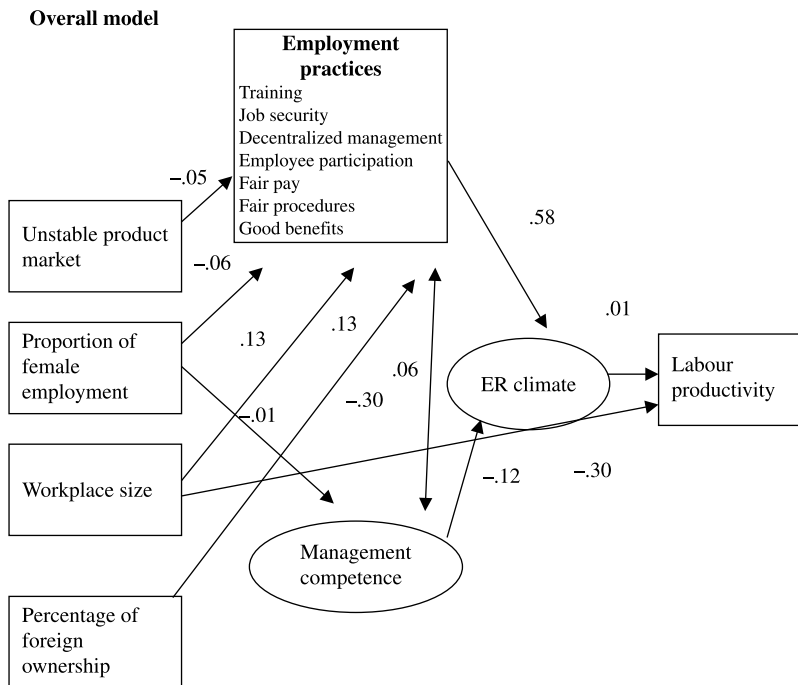 Overall model
Employment
practices
Training
Job security
Decentralized management
Employee participation
Fair pay
Fair procedures
Good benefits
–.05
Unstable product
market
–.06
.58
Proportion of
female
employment
.13
.13
.01
.06
–.30
–.01
ER climate
Labour
productivity
Workplace size
–.12
–.30
Management
competence
Percentage of
foreign
ownership